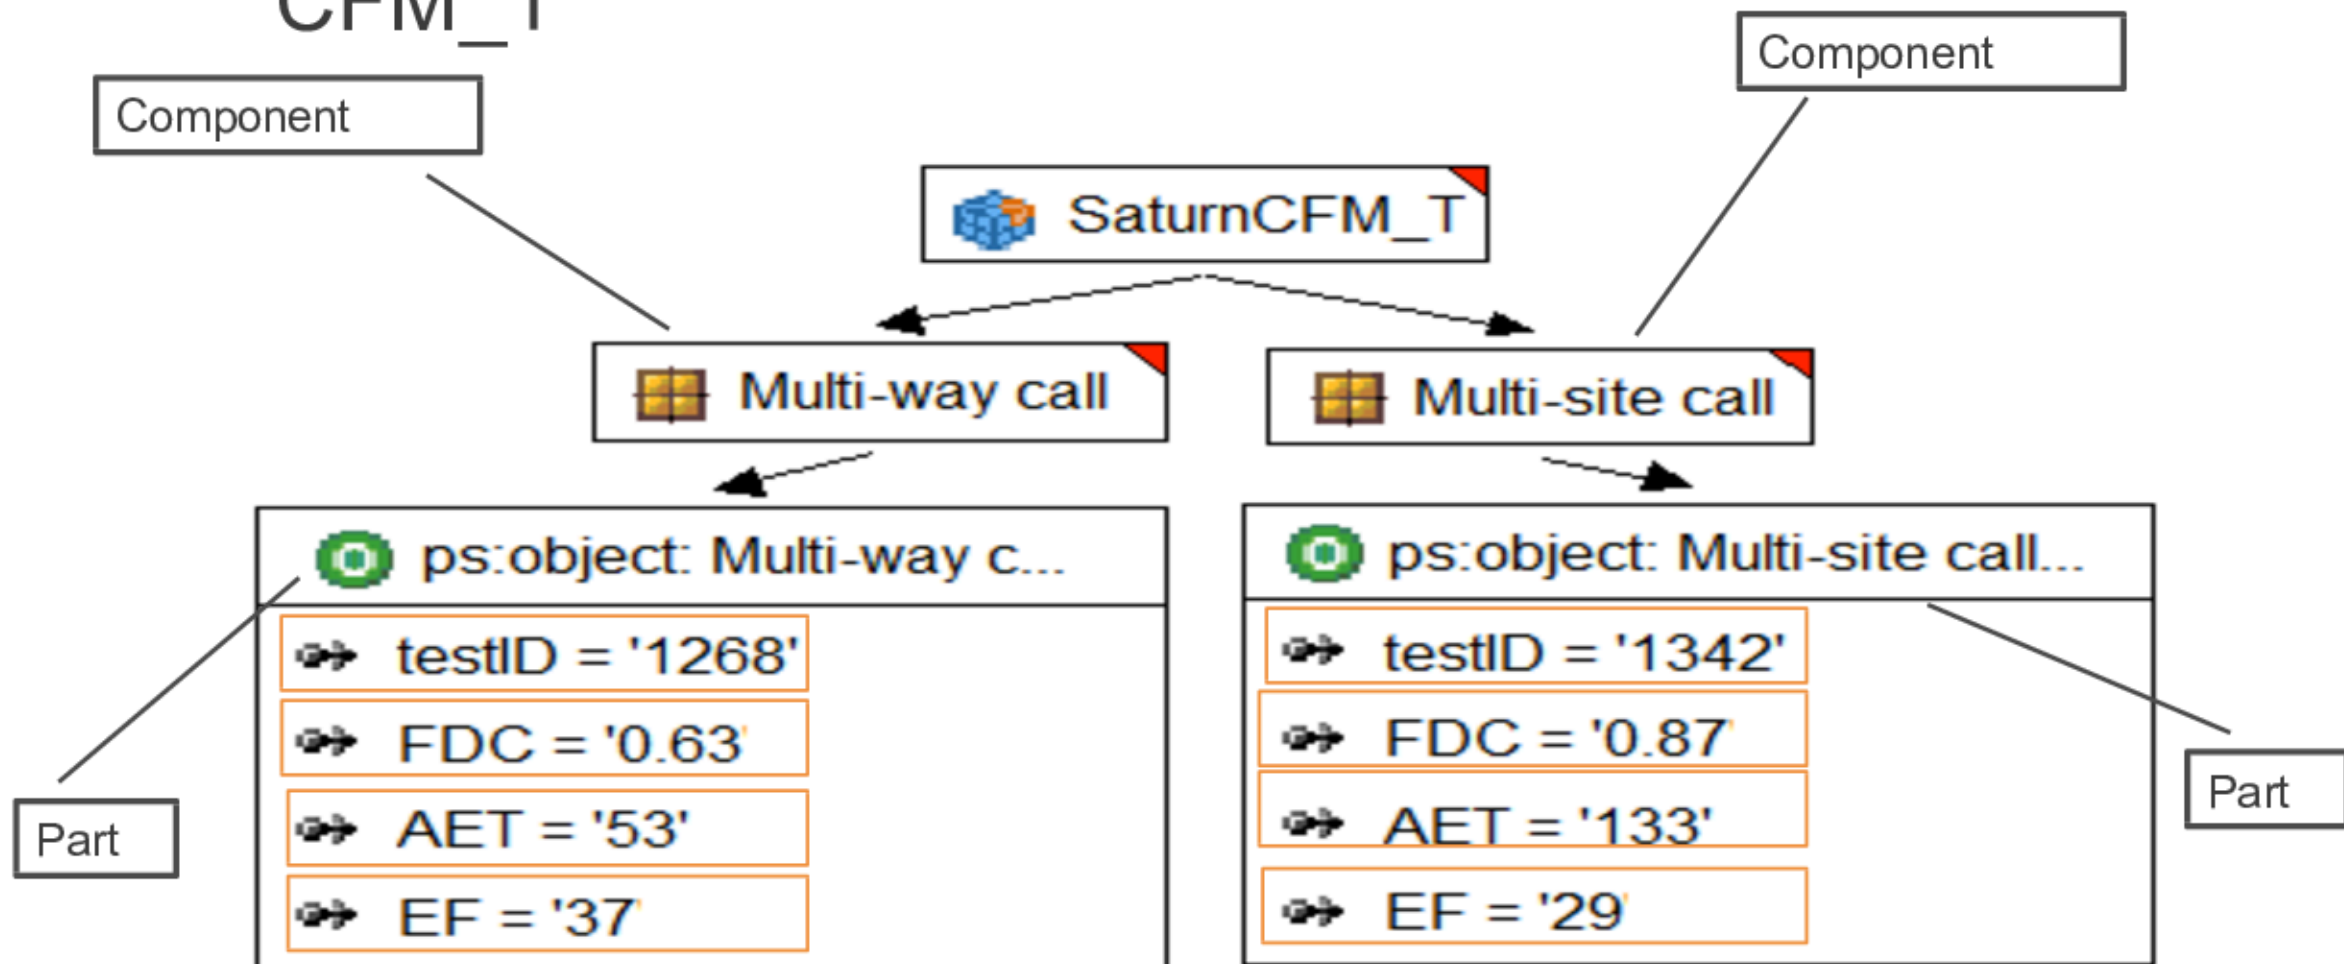 CFM_T
Component
Component
SaturnCFM_T
Multi-way call
Multi-site call
ps:object: Multi-way c...
ps:object: Multi-site call...
testID = '1268'
testID = '1342'
FDC = '0.63'
FDC = '0.87'
AET = '53'
AET = '133'
EF = '37'
EF = '29'
Part
Part